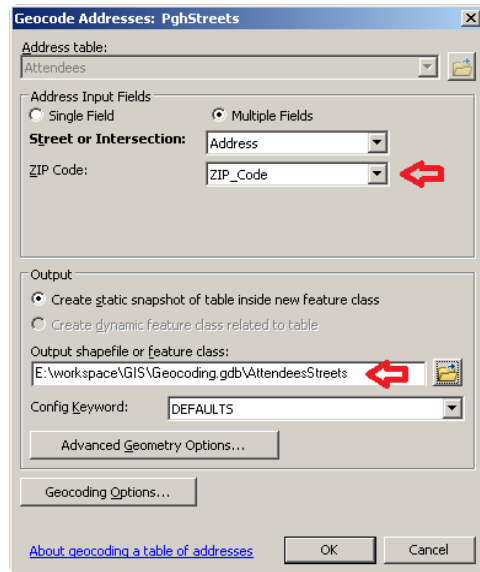 Geocode Addresses: PghStreets
Address table:
Attendees
Address Input Fields
Single Field
Multiple Fields
Street or Intersection:
Address
ZIP Code:
ZIP_Code
Output
Create static snapshot of table inside new feature class
Create dynamic feature class related to table
Output shapefile or feature class:
E:\workspace\GIS\Geocoding.gdb\AttendeesStreets
Config Keyword:
DEFAULTS
Advanced Geometry Options...
Geocoding Options...
About geocoding a table of addresses
OK
Cancel